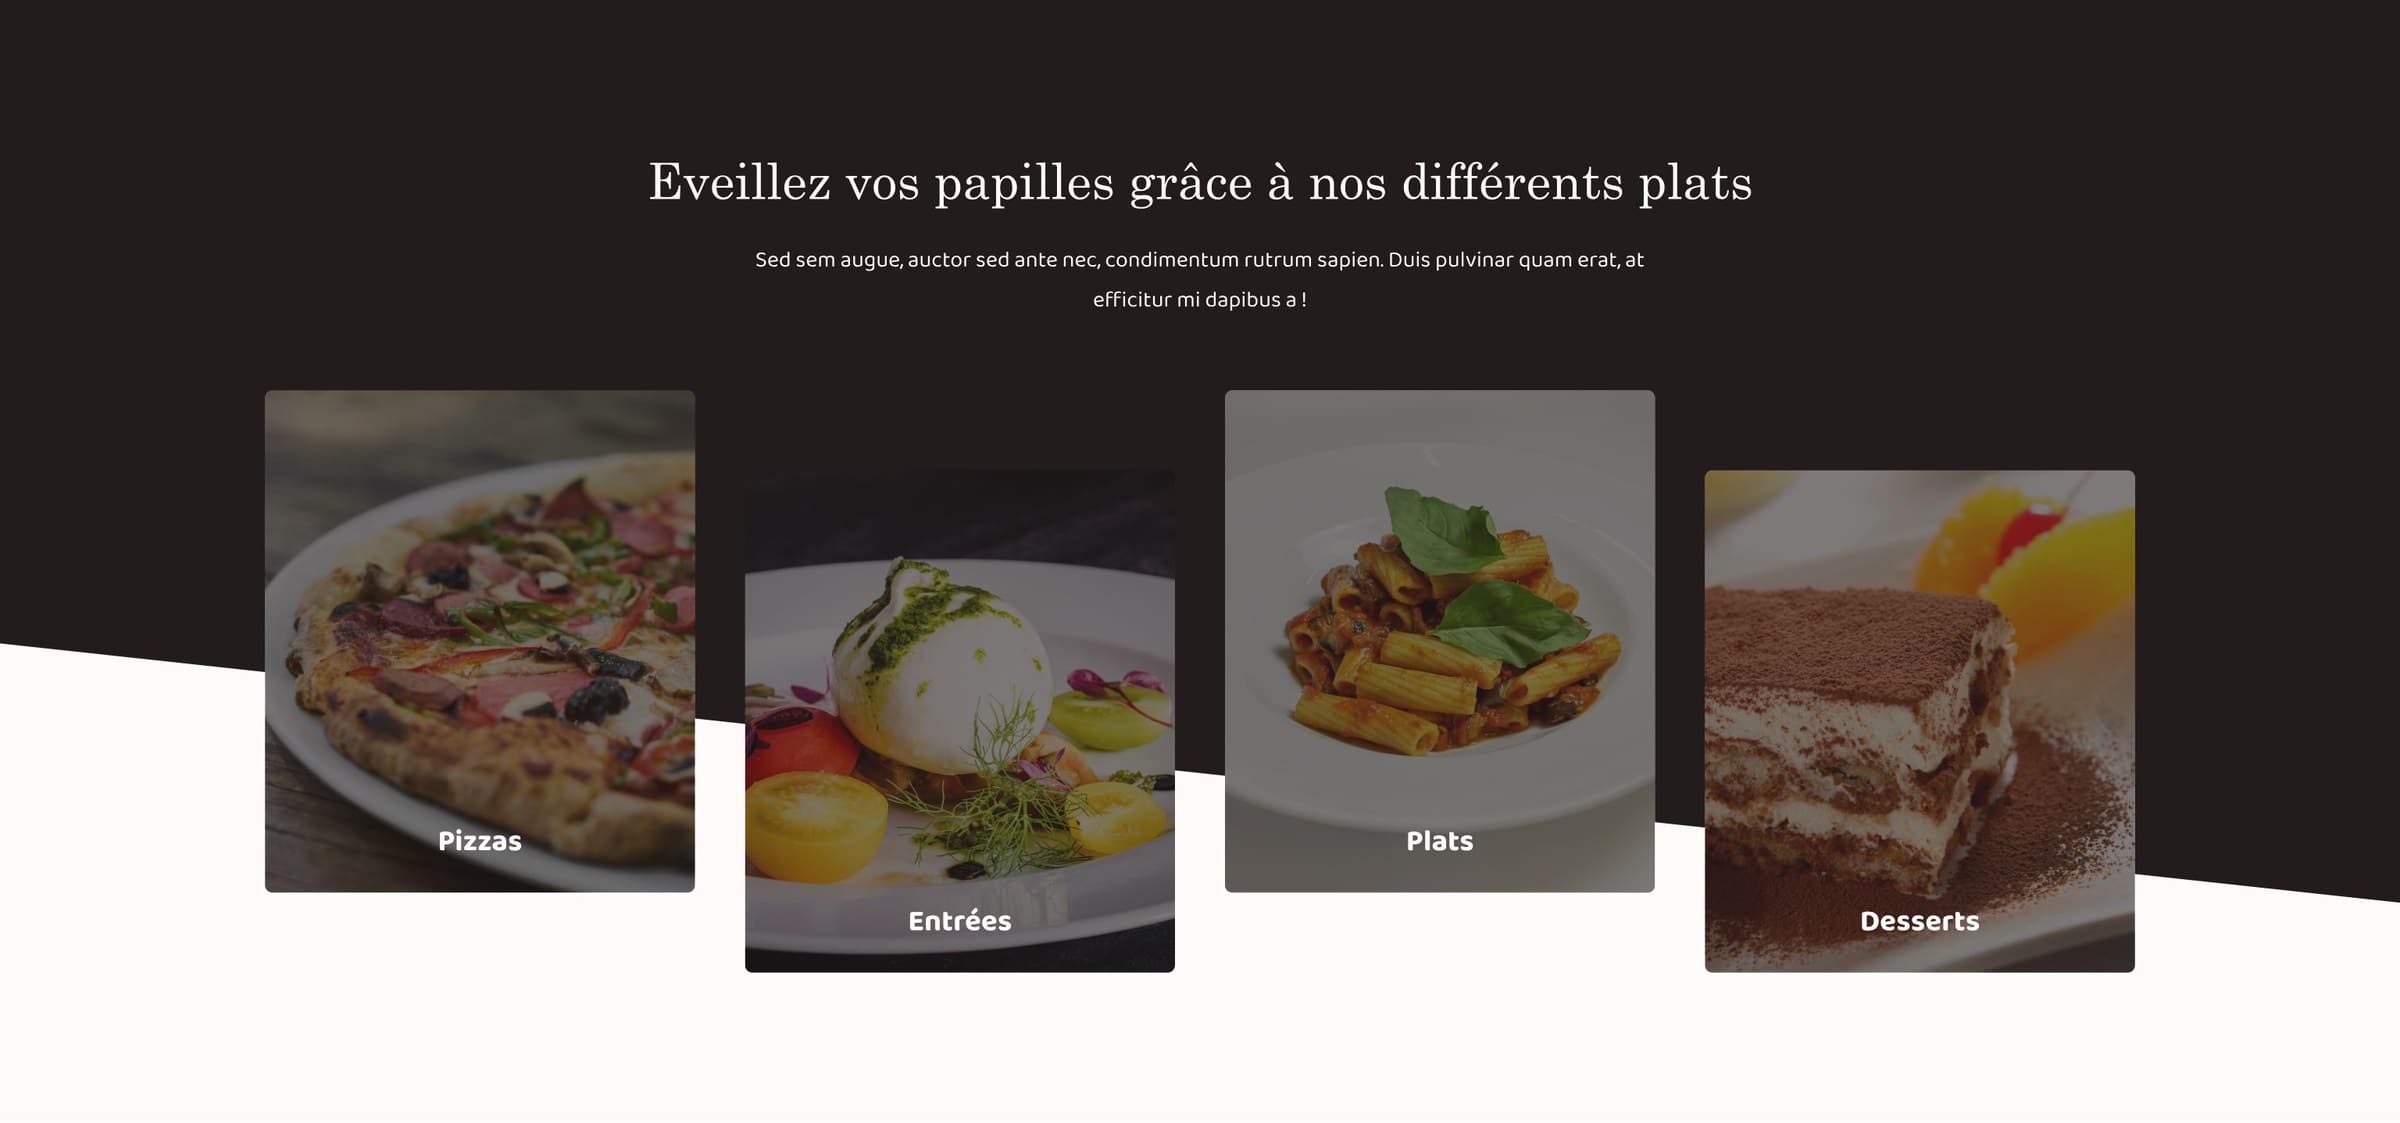 Eveillez vos papilles grâce à nos différents plats
Sed sem augue, auctor sed ante nec, condimentum rutrum sapien. Duis pulvinar quam erat, at
efficitur mi dapibus a !
Pizzas
Entrées
Plats
Desserts